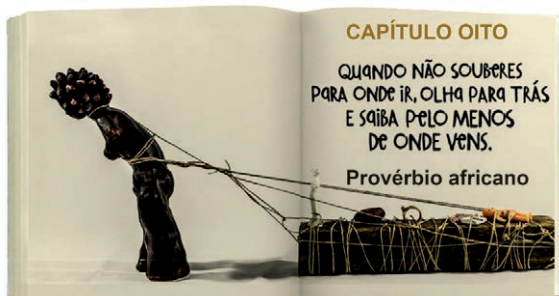 CAPÍTULO OITO
QUANDO NÃO SOUBERES
PARA ONDE IR, OLHA PARA TRÁS
E SAIBA PELO MENOS
DE ONDE VENS.
Provérbio africano